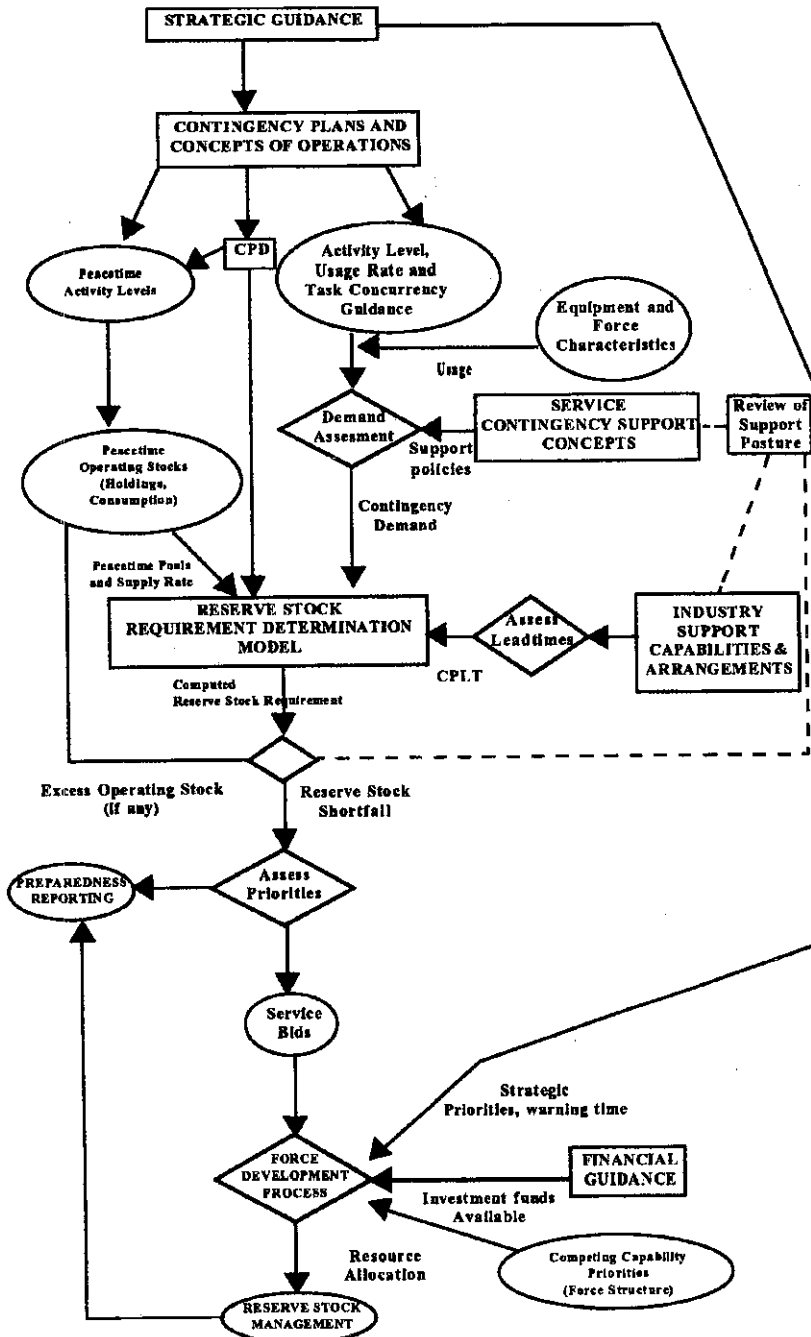 STRATEGIC GUIDANCE
CONTINGENCY PLANS AND
CONCEPTS OF OPERATIONS
Peacetime
Activity Levels
CPD
Activity Level,
Usage Rate and
Task Concurrency
Guidance
Equipment and
Force
Characteristics
Usage
Demand
Assesment
Support
policies
SERVICE
CONTINGENCY SUPPORT
CONCEPTS
Review of
Support
Posture
Peacetime
Operating Stocks
(Holdings,
Consumption)
Contingency
Demand
Peacetime Pools
and Supply Rate
RESERVE STOCK
REQUIREMENT DETERMINATION
MODEL
Assess
Leadtimes
CPLT
INDUSTRY
SUPPORT
CAPABILITIES &
ARRANGEMENTS
Computed
Reserve Stock Requirement
Excess Operating Stock
(if any)
Reserve Stock
Shortfall
PREPAREDNESS
REPORTING
Assess
Priorities
Service
Bids
Strategic
Priorities, warning time
FORCE
DEVELOPMENT
PROCESS
FINANCIAL
GUIDANCE
Investment funds
Available
Resource
Allocation
Competing Capability
Priorities
(Force Structure)
RESERVE STOCK
MANAGEMENT